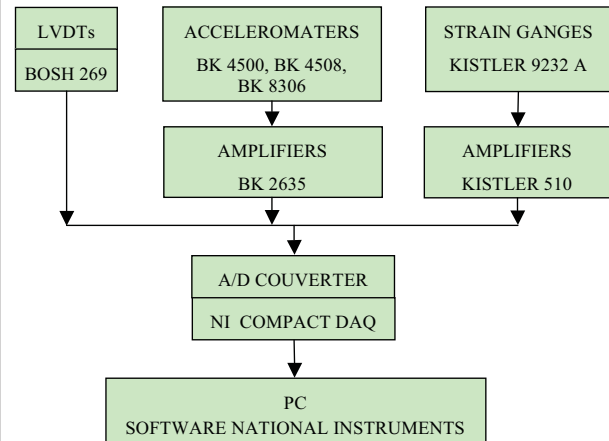 LVDTs
BOSH 269
ACCELEROMATERS
BK 4500, BK 4508,
BK 8306
STRAIN GANGES
KISTLER 9232 A
AMPLIFIERS
BK 2635
AMPLIFIERS
KISTLER 510
A/D COUVERTER
NI COMPACT DAQ
PC
SOFTWARE NATIONAL INSTRUMENTS